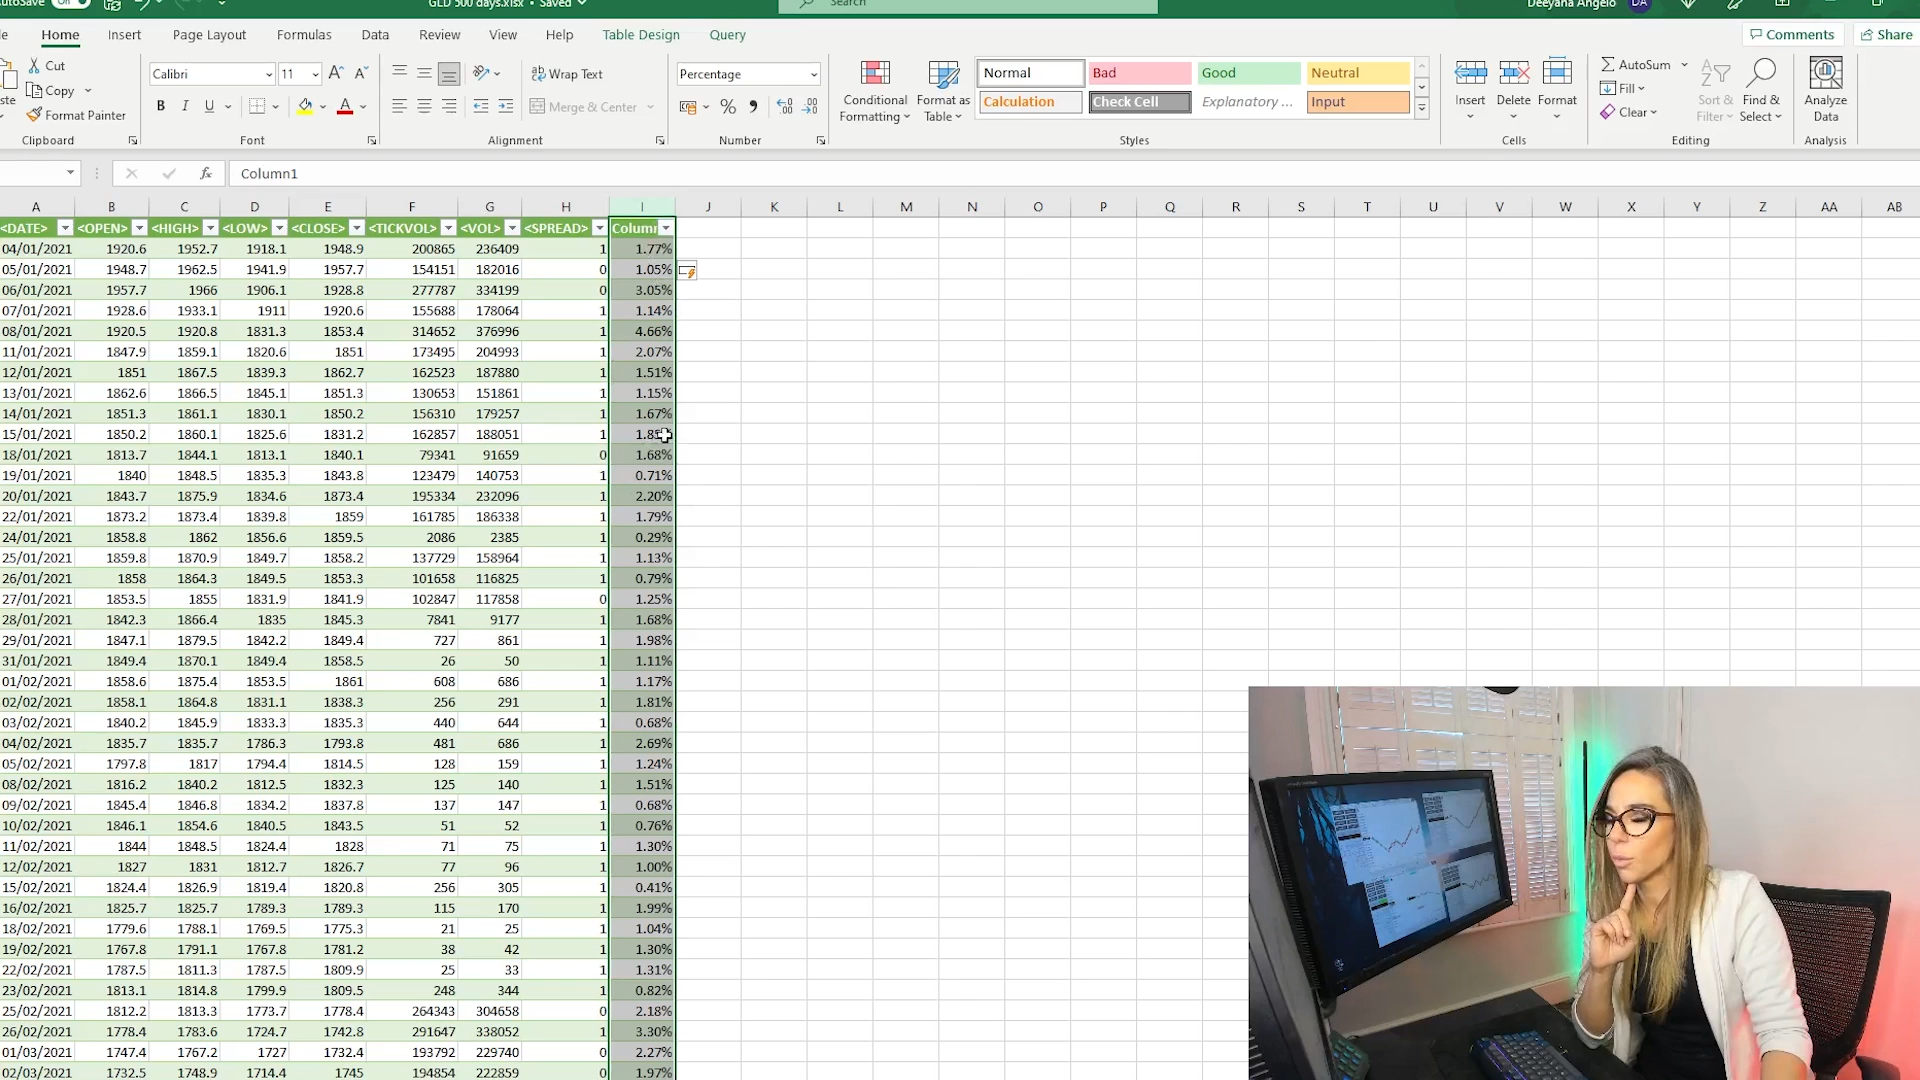 AutoSave On GLD 500 days.xlsx • Saved Search Deeyana Angelo DA
Home Insert Page Layout Formulas Data Review View Help Table Design Query Comments Share
Cut
Copy
Format Painter
Clipboard
Calibri 11
B I U
Font
Wrap Text
Merge & Center
Alignment
Percentage
Number
Conditional Formatting
Format as Table
Normal Bad Good Neutral
Calculation Check Cell Explanatory ... Input
Styles
Insert Delete Format
Cells
AutoSum
Fill
Clear
Sort & Filter
Find & Select
Editing
Analyze Data
Analysis
fx Column1
A B C D E F G H I J K L M N O P Q R S T U V W X Y Z AA AB
<DATE> <OPEN> <HIGH> <LOW> <CLOSE> <TICKVOL> <VOL> <SPREAD> Colum
04/01/2021 1920.6 1952.7 1918.1 1948.9 200865 236409 1 1.77%
05/01/2021 1948.7 1962.5 1941.9 1957.7 154151 182016 0 1.05%
06/01/2021 1957.7 1966 1906.1 1928.8 277787 334199 0 3.05%
07/01/2021 1928.6 1933.1 1911 1920.6 155688 178064 1 1.14%
08/01/2021 1920.5 1920.8 1831.3 1853.4 314652 376996 1 4.66%
11/01/2021 1847.9 1859.1 1820.6 1851 173495 204993 1 2.07%
12/01/2021 1851 1867.5 1839.3 1862.7 162523 187880 1 1.51%
13/01/2021 1862.6 1866.5 1845.1 1851.3 130653 151861 1 1.15%
14/01/2021 1851.3 1861.1 1830.1 1850.2 156310 179257 1 1.67%
15/01/2021 1850.2 1860.1 1825.6 1831.2 162857 188051 1
18/01/2021 1813.7 1844.1 1813.1 1840.1 79341 91659 0 1.68%
19/01/2021 1840 1848.5 1835.3 1843.8 123479 140753 1 0.71%
20/01/2021 1843.7 1875.9 1834.6 1873.4 195334 232096 1 2.20%
22/01/2021 1873.2 1873.4 1839.8 1859 161785 186338 1 1.79%
24/01/2021 1858.8 1862 1856.6 1859.5 2086 2385 1 0.29%
25/01/2021 1859.8 1870.9 1849.7 1858.2 137729 158964 1 1.13%
26/01/2021 1858 1864.3 1849.5 1853.3 101658 116825 1 0.79%
27/01/2021 1853.5 1855 1831.9 1841.9 102847 117858 0 1.25%
28/01/2021 1842.3 1866.4 1835 1845.3 7841 9177 1 1.68%
29/01/2021 1847.1 1879.5 1842.2 1849.4 727 861 1 1.98%
31/01/2021 1849.4 1870.1 1849.4 1858.5 26 50 1 1.11%
01/02/2021 1858.6 1875.4 1853.5 1861 608 686 1 1.17%
02/02/2021 1858.1 1864.8 1831.1 1838.3 256 291 1 1.81%
03/02/2021 1840.2 1845.9 1833.3 1835.3 440 644 1 0.68%
04/02/2021 1835.7 1835.7 1786.3 1793.8 481 686 1 2.69%
05/02/2021 1797.8 1817 1794.4 1814.5 128 159 1 1.24%
08/02/2021 1816.2 1840.2 1812.5 1832.3 125 140 1 1.51%
09/02/2021 1845.4 1846.8 1834.2 1837.8 137 147 1 0.68%
10/02/2021 1846.1 1854.6 1840.5 1843.5 51 52 1 0.76%
11/02/2021 1844 1848.5 1824.4 1828 71 75 1 1.30%
12/02/2021 1827 1831 1812.7 1826.7 77 96 1 1.00%
15/02/2021 1824.4 1826.9 1819.4 1820.8 256 305 1 0.41%
16/02/2021 1825.7 1825.7 1789.3 1789.3 115 170 1 1.99%
18/02/2021 1779.6 1788.1 1769.5 1775.3 21 25 1 1.04%
19/02/2021 1767.8 1791.1 1767.8 1781.2 38 42 1 1.30%
22/02/2021 1787.5 1811.3 1787.5 1809.9 25 33 1 1.31%
23/02/2021 1813.1 1814.8 1799.9 1809.5 248 344 1 0.82%
25/02/2021 1812.2 1813.3 1773.7 1778.4 264343 304658 0 2.18%
26/02/2021 1778.4 1783.6 1724.7 1742.8 291647 338052 1 3.30%
01/03/2021 1747.4 1767.2 1727 1732.4 193792 229740 0 2.27%
02/03/2021 1732.5 1748.9 1714.4 1745 194854 222859 0 1.97%